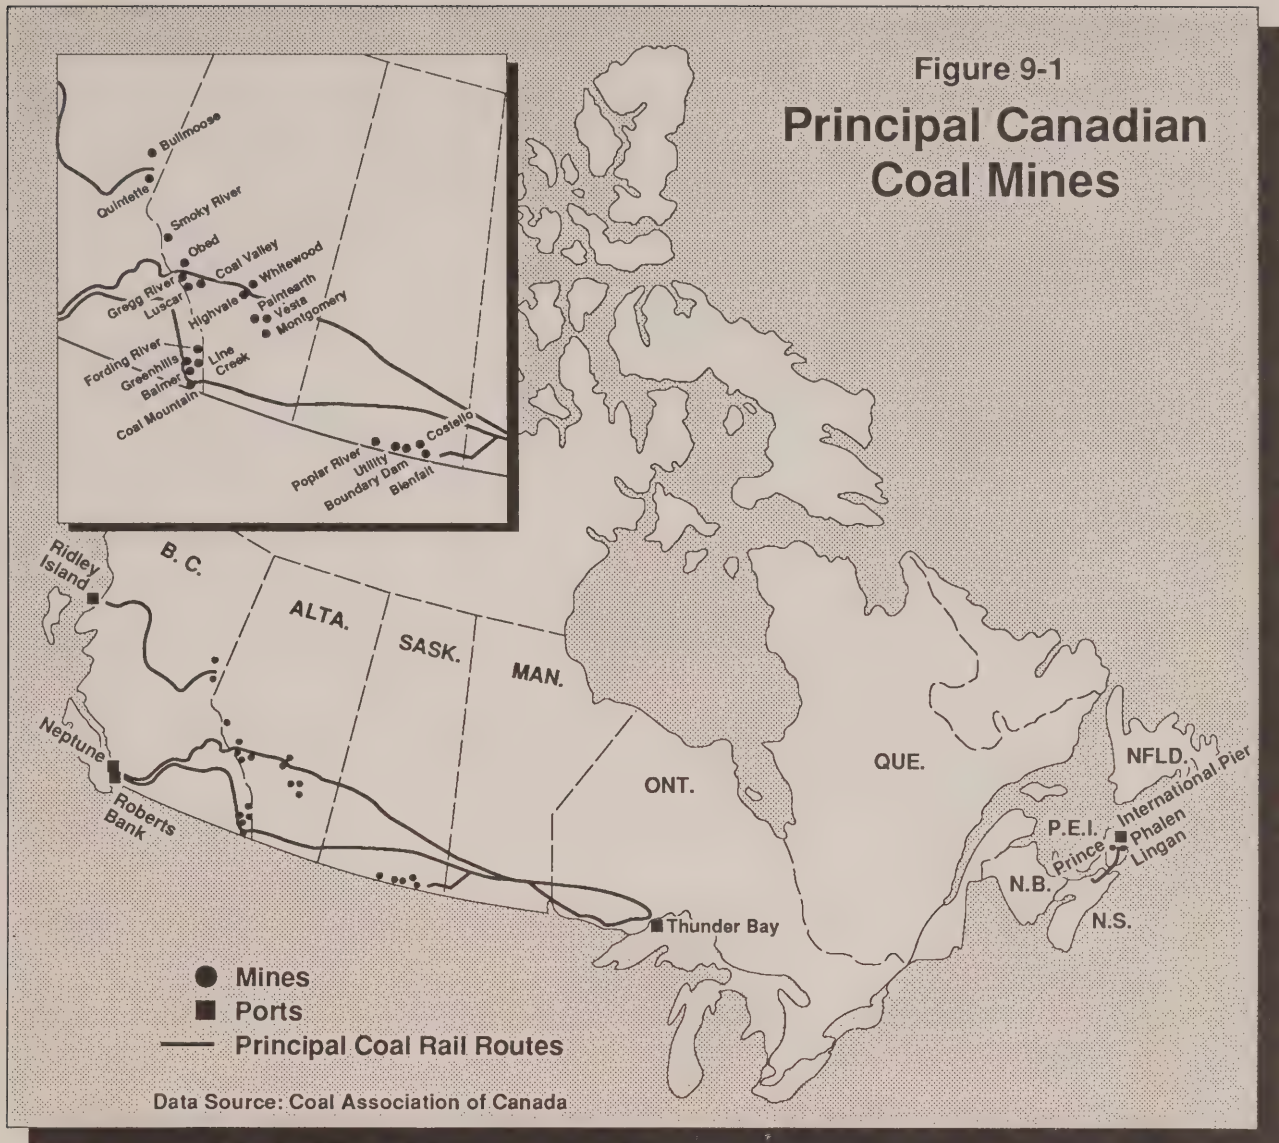 Figure 9-1
Principal Canadian
Coal Mines
Bullmoose
Quintette
Smoky River
Obed
Coal Valley
Whitewood
Gregg River
Luscar
Highvale
Paintearth
Vesta
Montgomery
Fording River
Greenhills
Line
Creek
Balmer
Coal Mountain
Costello
Poplar River
Utility
Boundary Dam
Bienfait
Ridley
Island
B. C.
ALTA.
SASK.
MAN.
Neptune
Roberts
Bank
ONT.
QUE.
NFLD.
International Pier
P.E.I.
Prince
Phalen
Lingan
N.B.
N.S.
Thunder Bay
Mines
Ports
Principal Coal Rail Routes
Data Source: Coal Association of Canada